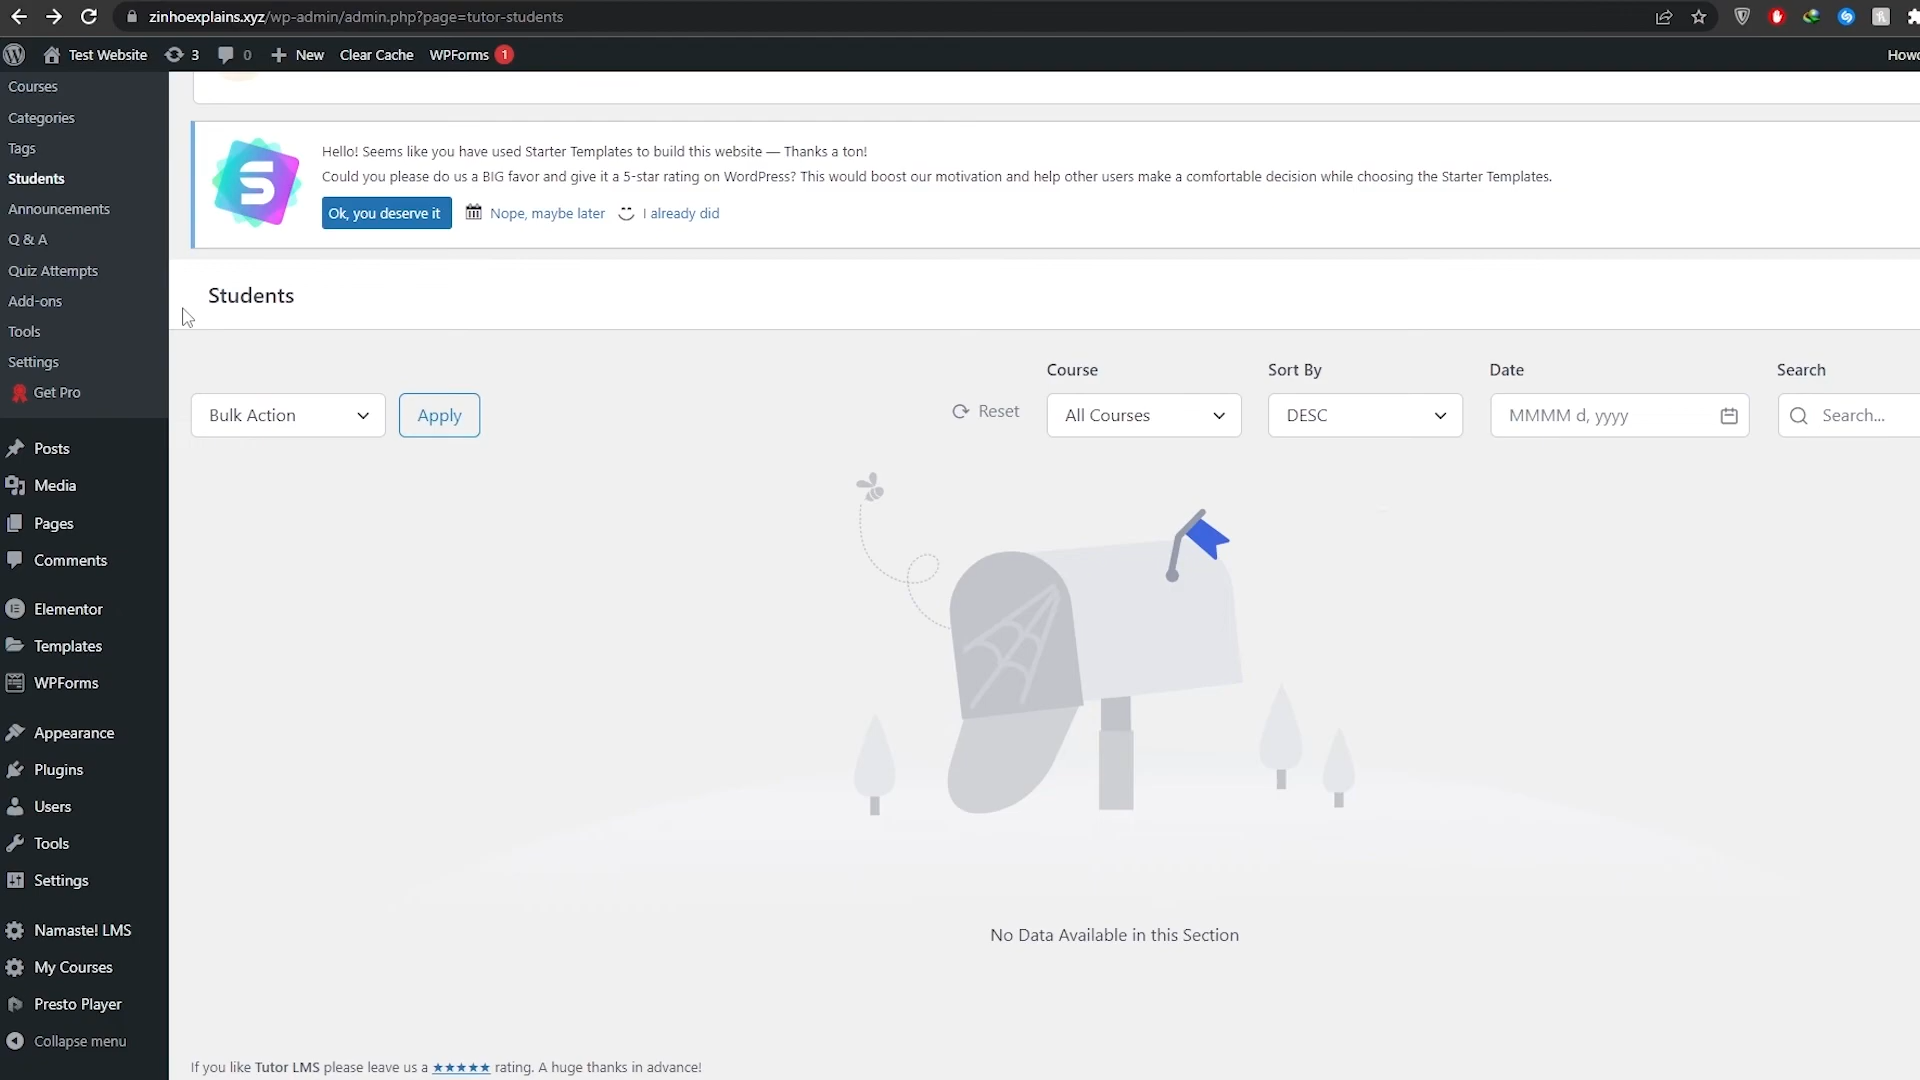 zinhoexplains.xyz/wp-admin/admin.php?page=tutor-students
Test Website 3 0 New Clear Cache WPForms 1
Courses
Categories
Tags
Students
Announcements
Q & A
Quiz Attempts
Add-ons
Tools
Settings
Get Pro
Posts
Media
Pages
Comments
Elementor
Templates
WPForms
Appearance
Plugins
Users
Tools
Settings
Namaste! LMS
My Courses
Presto Player
Collapse menu
S
Hello! Seems like you have used Starter Templates to build this website — Thanks a ton!
Could you please do us a BIG favor and give it a 5-star rating on WordPress? This would boost our motivation and help other users make a comfortable decision while choosing the Starter Templates.
Ok, you deserve it Nope, maybe later I already did
Students
Course Sort By Date Search
Bulk Action Apply Reset All Courses DESC MMMM d, yyyy Search...
No Data Available in this Section
If you like Tutor LMS please leave us a ★★★★★ rating. A huge thanks in advance!